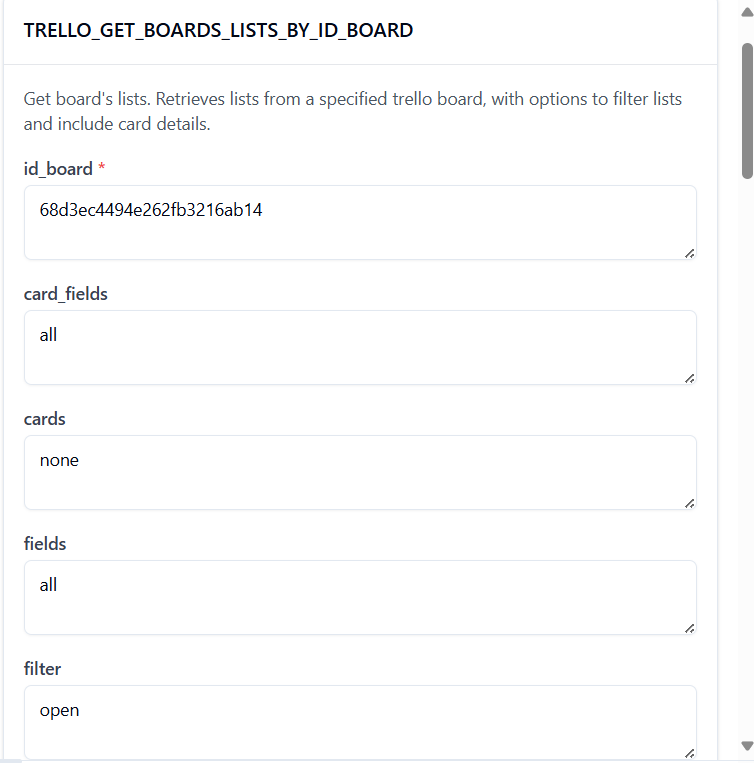 TRELLO_GET_BOARDS_LISTS_BY_ID_BOARD
Get board's lists. Retrieves lists from a specified trello board, with options to filter lists
and include card details.
id_board *
68d3ec4494e262fb3216ab14
card_fields
all
cards
none
fields
all
filter
open